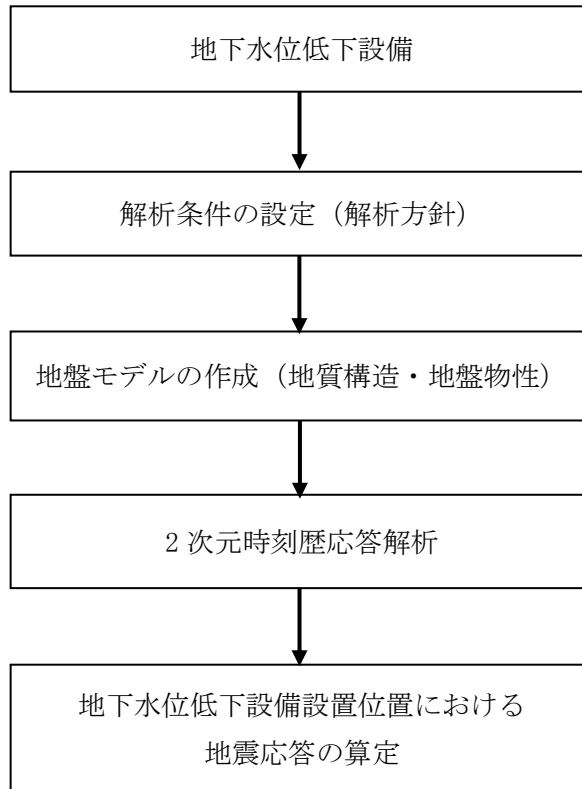 地下水位低下設備
解析条件の設定（解析方針）
地盤モデルの作成（地質構造・地盤物性）
2 次元時刻歴応答解析
地下水位低下設備設置位置における
地震応答の算定